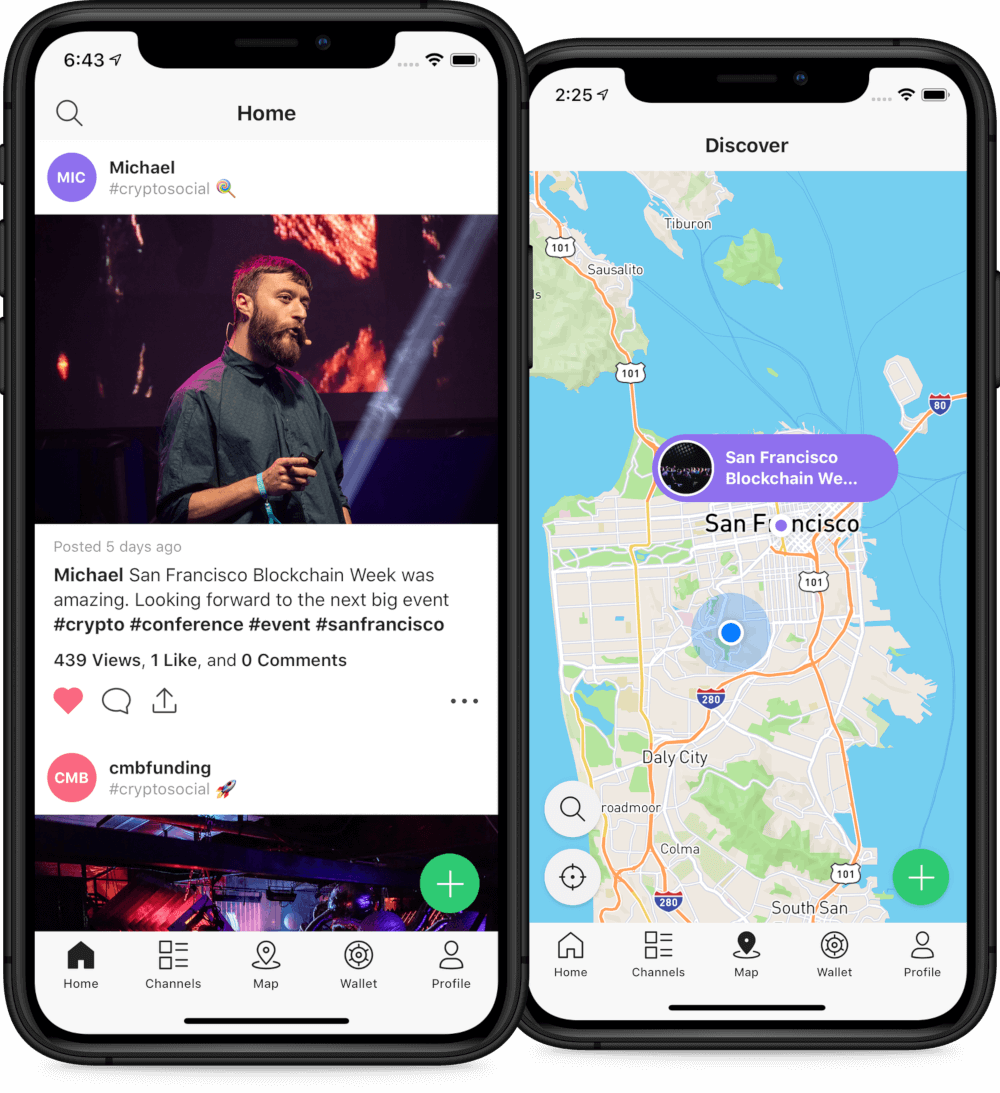 6:43
Home
MIC
Michael
#cryptosocial 🍭
Posted 5 days ago
Michael San Francisco Blockchain Week was
amazing. Looking forward to the next big event
#crypto #conference #event #sanfrancisco
439 Views, 1 Like, and 0 Comments
CMB
cmbfunding
#cryptosocial 🚀
Home
Channels
Map
Wallet
Profile
2:25
Discover
Tiburon
101
Sausalito
ls
101
80
San Francisco
Blockchain We...
San F ncisco
101
280
Daly City
roadmoor
Colma
101
280
South San
Home
Channels
Map
Wallet
Profile